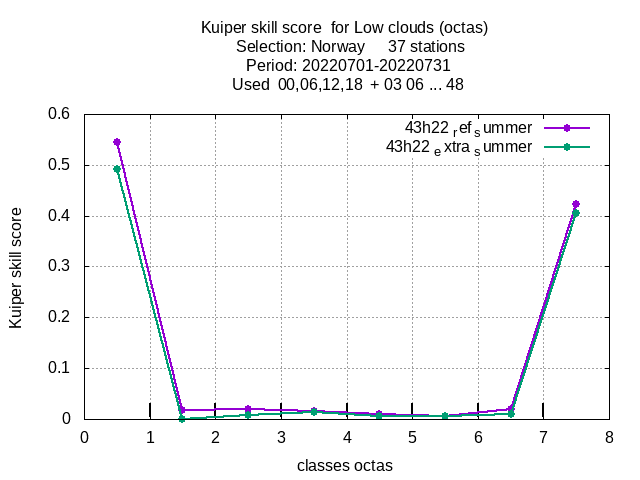 Kuiper skill score  for Low clouds (octas)
Selection: Norway     37 stations
Period: 20220701-20220731
Used  00,06,12,18  + 03 06 ... 48
43h22 ref summer
43h22 extra summer
0.6
0.5
0.4
0.3
0.2
0.1
0
Kuiper skill score
0 1 2 3 4 5 6 7 8
classes octas